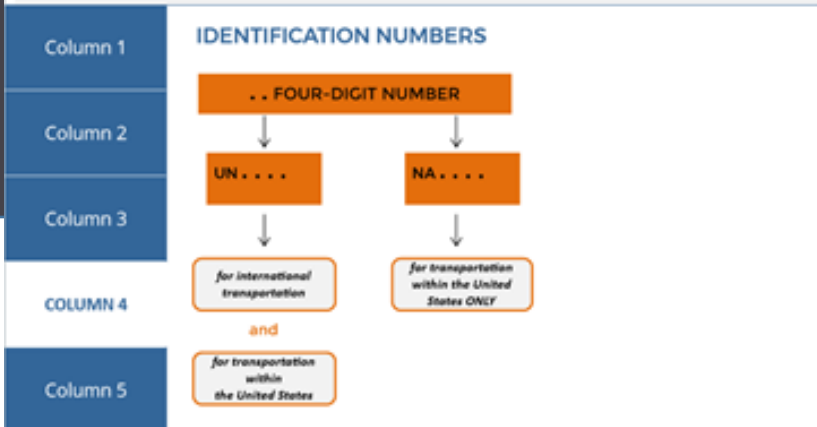 Column 1
Column 2
Column 3
COLUMN 4
Column 5
IDENTIFICATION NUMBERS
. . FOUR-DIGIT NUMBER
UN . . . .
NA . . . .
for international
transportation
for transportation
within the United
States ONLY
and
for transportation
within
the United States